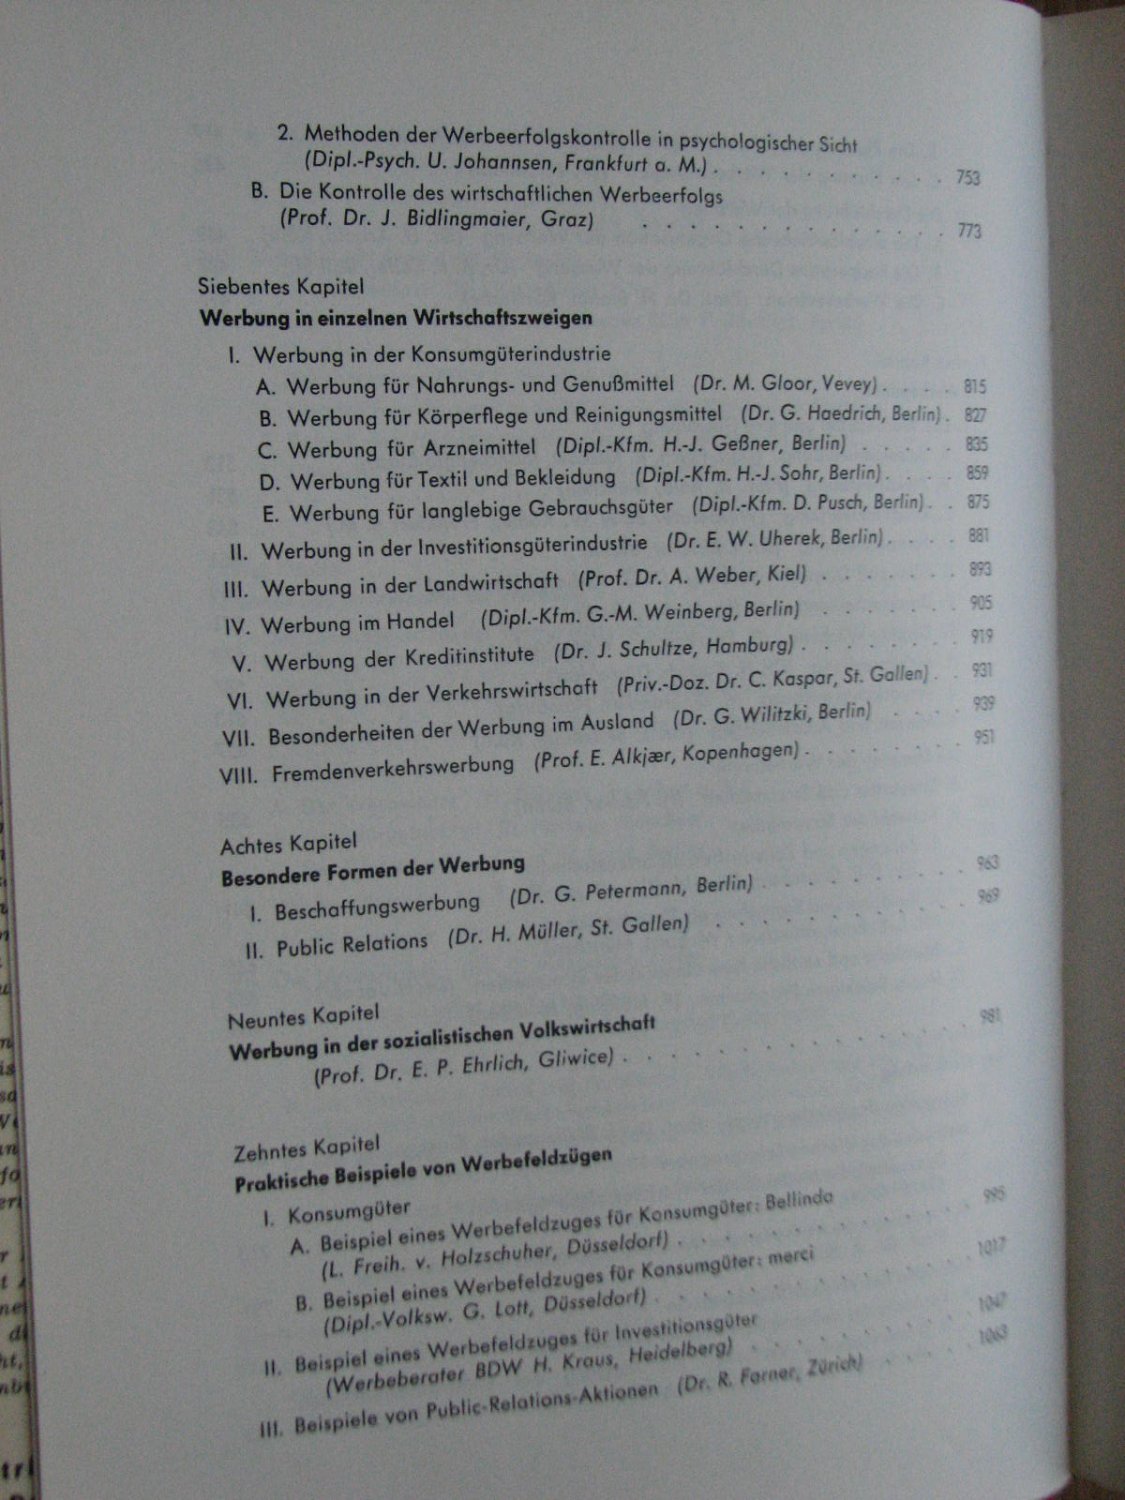 2. Methoden der Werbeerfolgskontrolle in psychologischer Sicht
(Dipl.-Psych. U. Johannsen, Frankfurt a. M.) . . . . . . . . . . 753
B. Die Kontrolle des wirtschaftlichen Werbeerfolgs
(Prof. Dr. J. Bidlingmaier, Graz) . . . . . . . . . . . . . 773
Siebentes Kapitel
Werbung in einzelnen Wirtschaftszweigen
I. Werbung in der Konsumgüterindustrie
A. Werbung für Nahrungs- und Genußmittel (Dr. M. Gloor, Vevey) . . . . 815
B. Werbung für Körperflege und Reinigungsmittel (Dr. G. Haedrich, Berlin) . 827
C. Werbung für Arzneimittel (Dipl.-Kfm. H.-J. Geßner, Berlin) . . . . . 835
D. Werbung für Textil und Bekleidung (Dipl.-Kfm. H.-J. Sohr, Berlin) . . . . 859
E. Werbung für langlebige Gebrauchsgüter (Dipl.-Kfm. D. Pusch, Berlin) . . 875
II. Werbung in der Investitionsgüterindustrie (Dr. E. W. Uherek, Berlin) . . . . 881
III. Werbung in der Landwirtschaft (Prof. Dr. A. Weber, Kiel) . . . . . . 893
IV. Werbung im Handel (Dipl.-Kfm. G.-M. Weinberg, Berlin) . . . . . . 905
V. Werbung der Kreditinstitute (Dr. J. Schultze, Hamburg) . . . . . . . 919
VI. Werbung in der Verkehrswirtschaft (Priv.-Doz. Dr. C. Kaspar, St. Gallen) . . 931
VII. Besonderheiten der Werbung im Ausland (Dr. G. Wilitzki, Berlin) . . . . 939
VIII. Fremdenverkehrswerbung (Prof. E. Alkjær, Kopenhagen) . . . . . . . 951
Achtes Kapitel
Besondere Formen der Werbung
I. Beschaffungswerbung (Dr. G. Petermann, Berlin) . . . . . . . . . 963
II. Public Relations (Dr. H. Müller, St. Gallen) . . . . . . . . . . . 969
Neuntes Kapitel
Werbung in der sozialistischen Volkswirtschaft
(Prof. Dr. E. P. Ehrlich, Gliwice) . . . . . . . . . . . . . . 981
Zehntes Kapitel
Praktische Beispiele von Werbefeldzügen
I. Konsumgüter
A. Beispiel eines Werbefeldzuges für Konsumgüter: Bellinda
(L. Freih. v. Holzschuher, Düsseldorf) . . . . . . . . . . . . 995
B. Beispiel eines Werbefeldzuges für Konsumgüter: merci
(Dipl.-Volksw. G. Lott, Düsseldorf) . . . . . . . . . . . . . 1017
II. Beispiel eines Werbefeldzuges für Investitionsgüter
(Werbeberater BDW H. Kraus, Heidelberg) . . . . . . . . . . 1047
III. Beispiele von Public-Relations-Aktionen (Dr. R. Farner, Zürich) . . . . . 1063